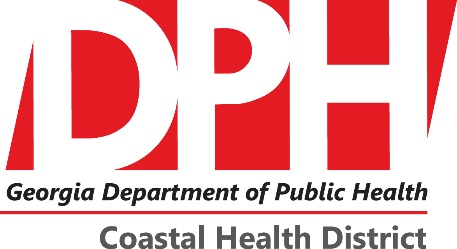 DPH
Georgia Department of Public Health
Coastal Health District